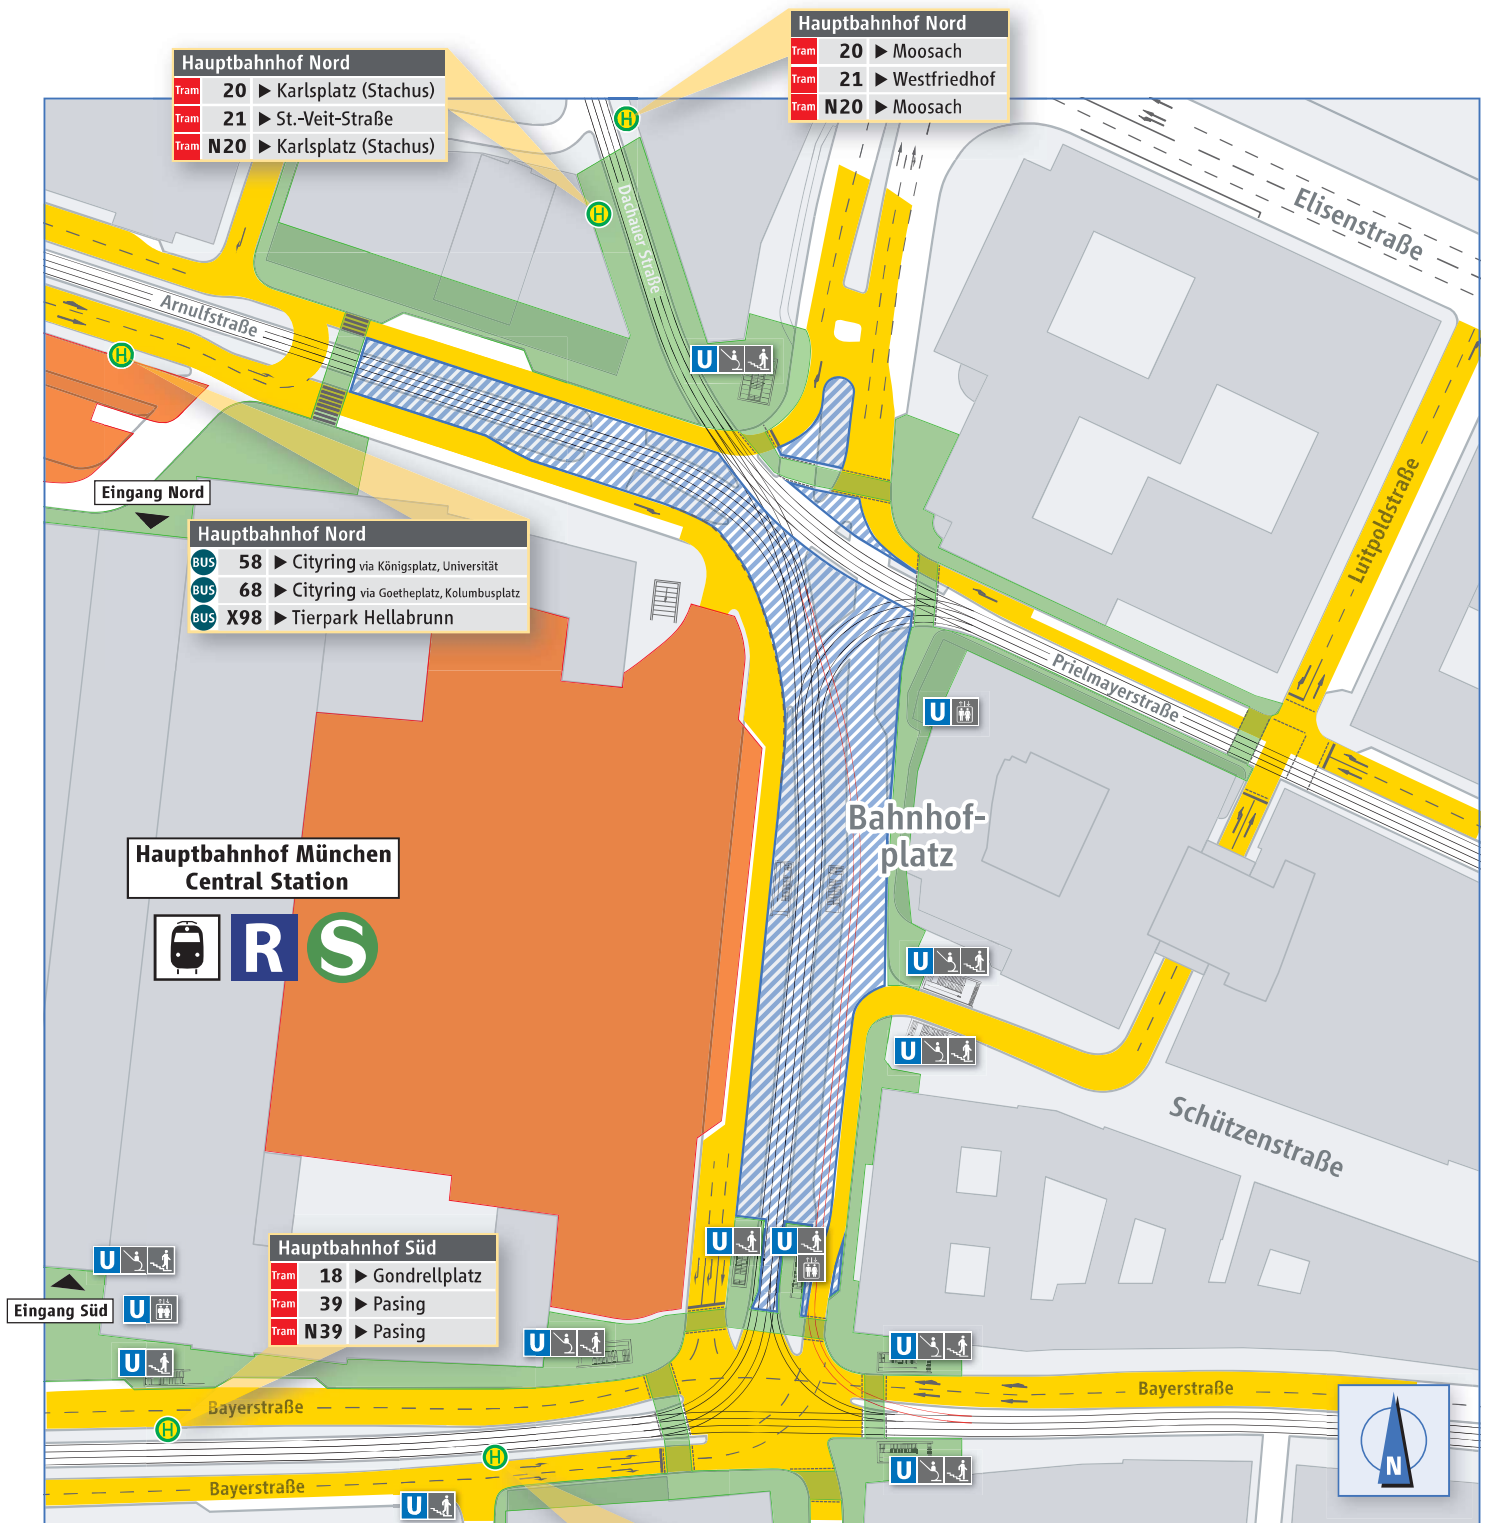 Hauptbahnhof Nord
Tram 20 ▶ Moosach
Tram 21 ▶ Westfriedhof
Tram N20 ▶ Moosach
Hauptbahnhof Nord
Tram 20 ▶ Karlsplatz (Stachus)
Tram 21 ▶ St.-Veit-Straße
Tram N20 ▶ Karlsplatz (Stachus)
H
H
Dachauer Straße
Elisenstraße
Arnulfstraße
H
U
Luitpoldstraße
Eingang Nord
Hauptbahnhof Nord
BUS 58 ▶ Cityring via Königsplatz, Universität
BUS 68 ▶ Cityring via Goetheplatz, Kolumbusplatz
BUS X98 ▶ Tierpark Hellabrunn
Prielmayerstraße
U
Bahnhof-
platz
Hauptbahnhof München
Central Station
R S
U
U
Schützenstraße
U
U
U
Eingang Süd
U
Hauptbahnhof Süd
Tram 18 ▶ Gondrellplatz
Tram 39 ▶ Pasing
Tram N39 ▶ Pasing
U
U
U
Bayerstraße
Bayerstraße
H
H
N
U
Bayerstraße
U